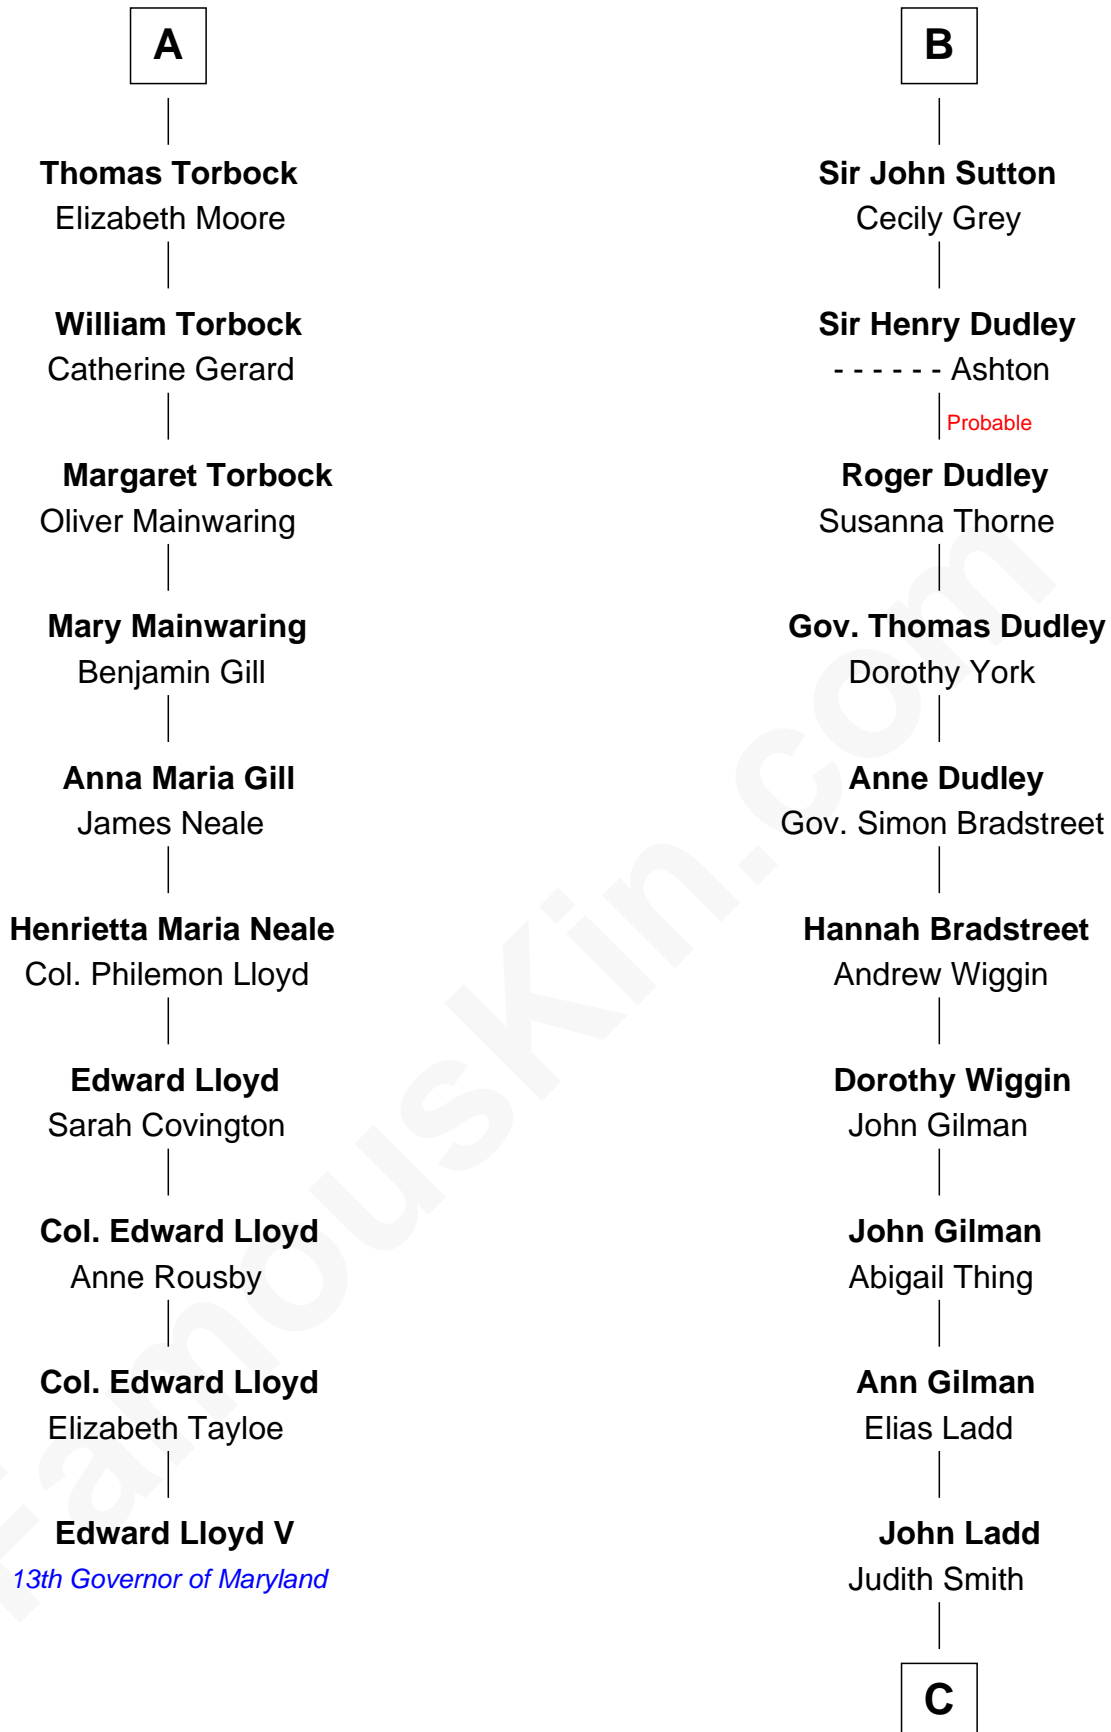 A
Thomas Torbock
Elizabeth Moore
William Torbock
Catherine Gerard
Margaret Torbock
Oliver Mainwaring
Mary Mainwaring
Benjamin Gill
Anna Maria Gill
James Neale
Henrietta Maria Neale
Col. Philemon Lloyd
Edward Lloyd
Sarah Covington
Col. Edward Lloyd
Anne Rousby
Col. Edward Lloyd
Elizabeth Tayloe
Edward Lloyd V
13th Governor of Maryland
B
Sir John Sutton
Cecily Grey
Sir Henry Dudley
- - - - - - Ashton
Probable
Roger Dudley
Susanna Thorne
Gov. Thomas Dudley
Dorothy York
Anne Dudley
Gov. Simon Bradstreet
Hannah Bradstreet
Andrew Wiggin
Dorothy Wiggin
John Gilman
John Gilman
Abigail Thing
Ann Gilman
Elias Ladd
John Ladd
Judith Smith
C
FamousKin.com